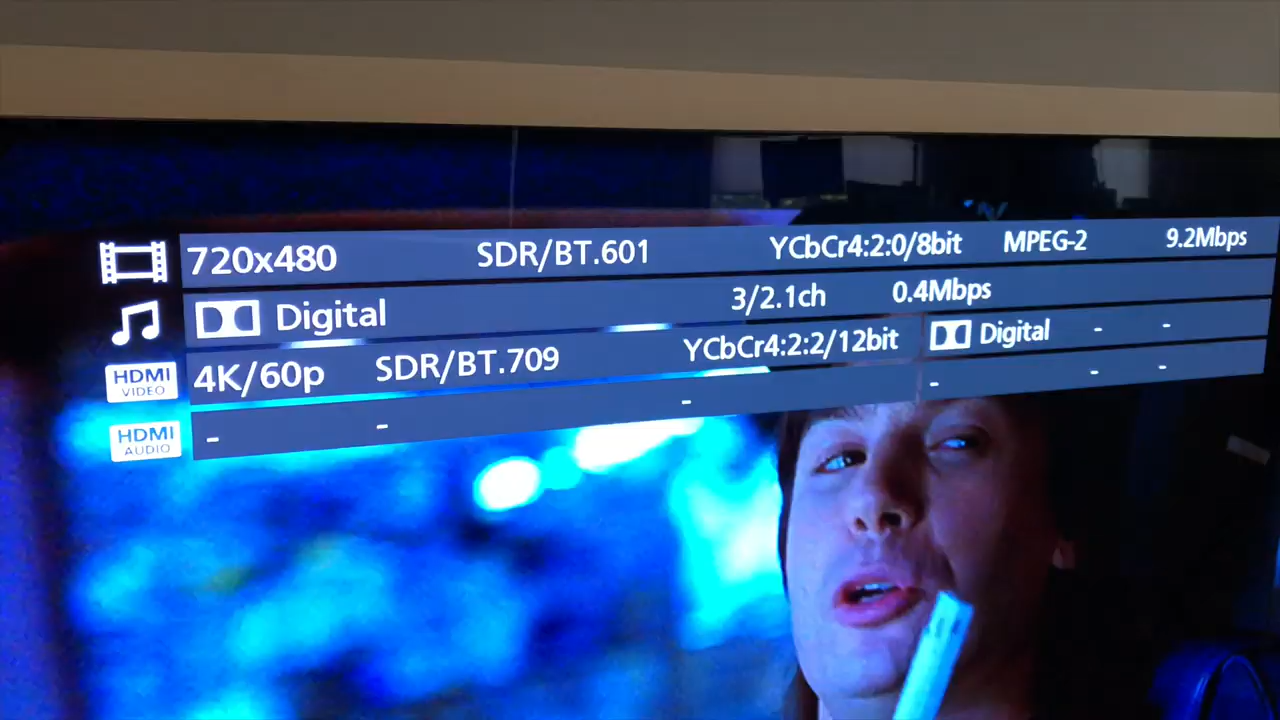 720x480 SDR/BT.601 YCbCr4:2:0/8bit MPEG-2 9.2Mbps
Digital 3/2.1ch 0.4Mbps
HDMI VIDEO 4K/60p SDR/BT.709 YCbCr4:2:2/12bit Digital - -
HDMI AUDIO - - - - - -